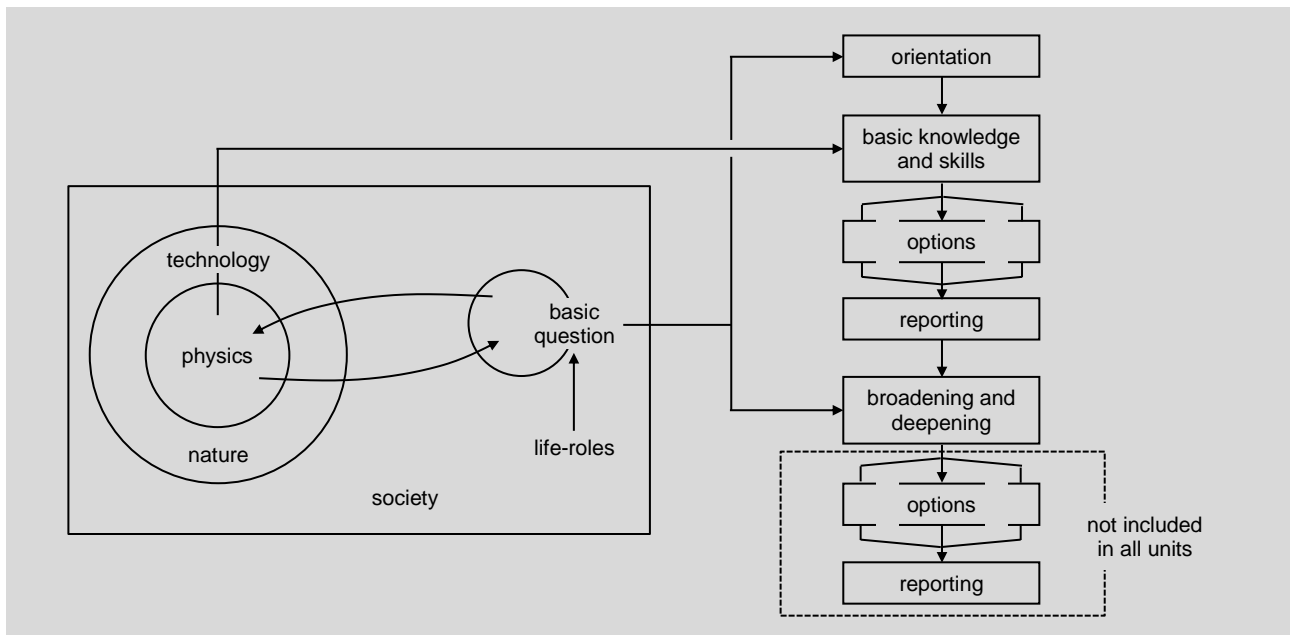 technology
physics
nature
society
basic
question
life-roles
orientation
basic knowledge
and skills
options
reporting
broadening and
deepening
options
reporting
not included
in all units